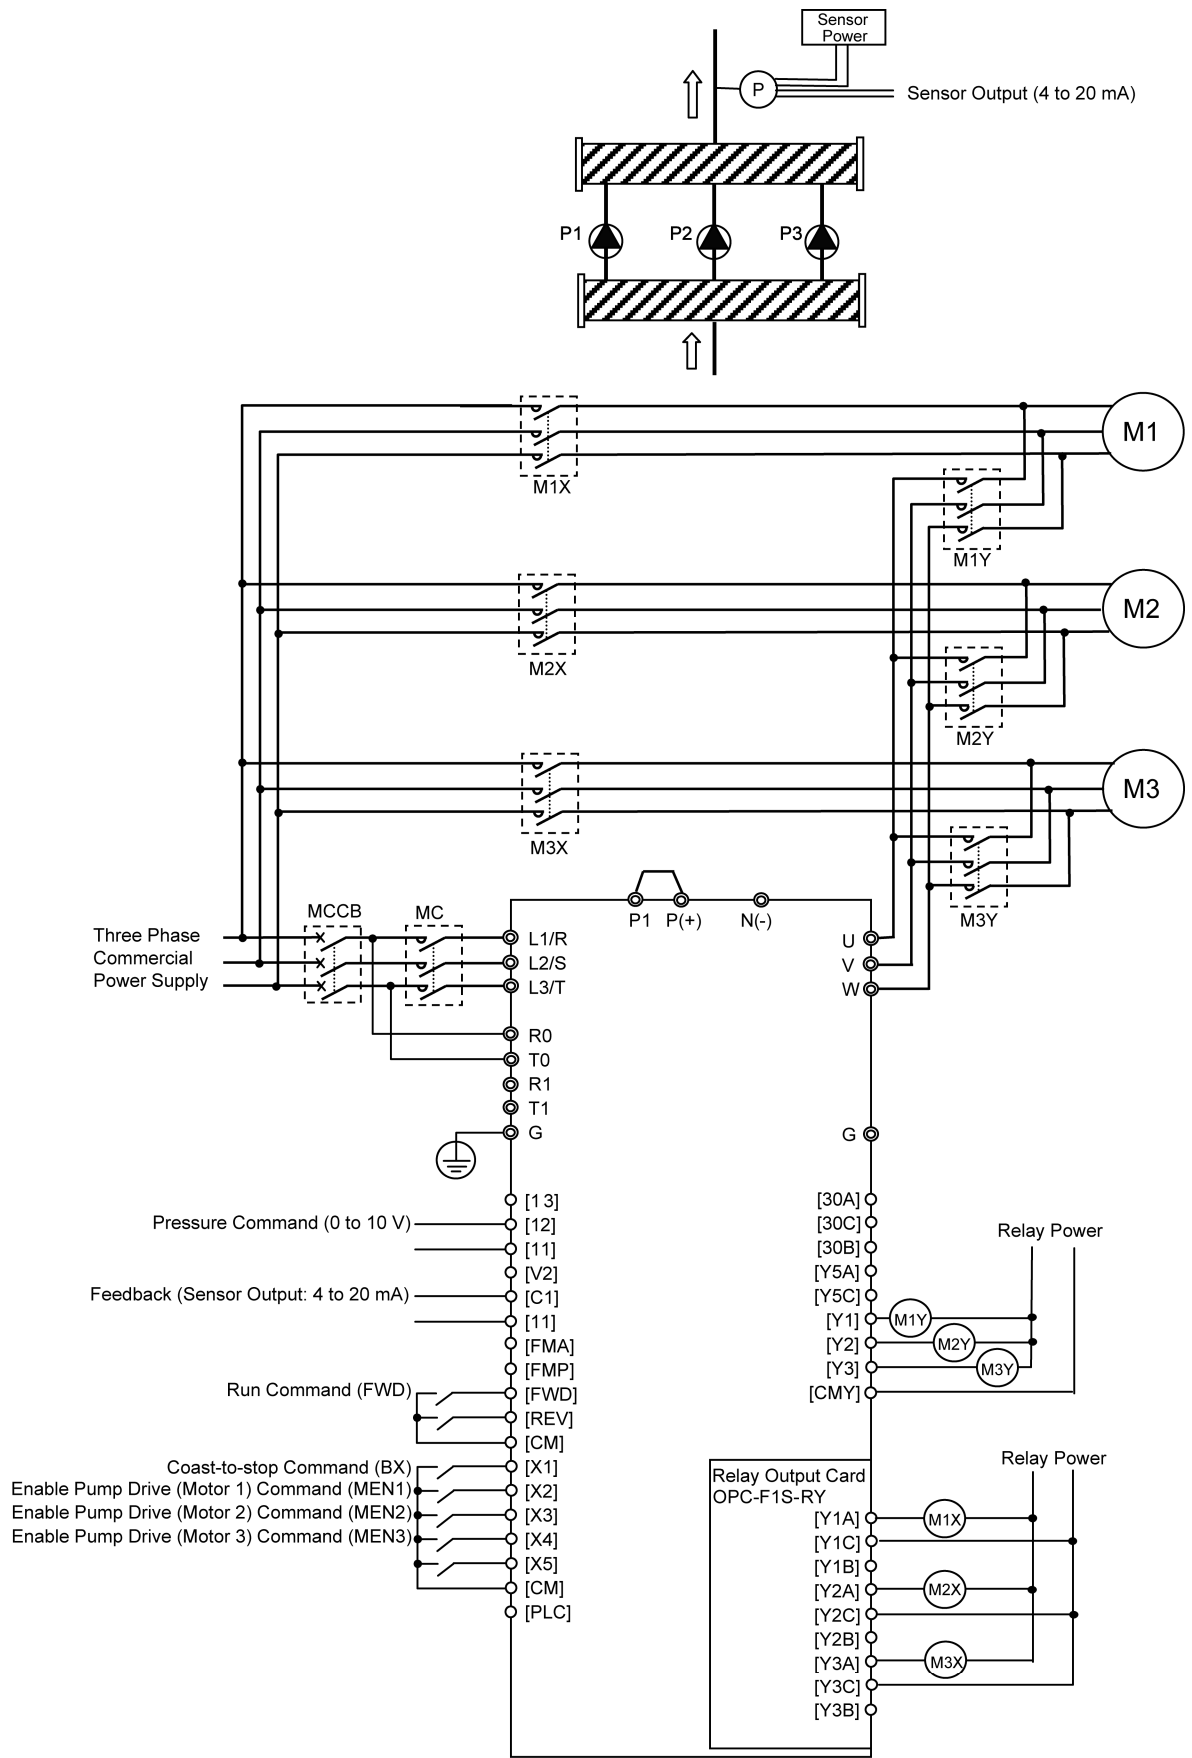 Sensor
Power
P
Sensor Output (4 to 20 mA)
P1
P2
P3
M1
M1X
M1Y
M2
M2X
M2Y
M3
M3X
M3Y
MCCB
MC
P1
P(+)
N(-)
Three Phase
Commercial
Power Supply
L1/R
L2/S
L3/T
U
V
W
R0
T0
R1
T1
G
G
[13]
Pressure Command (0 to 10 V)
[12]
[11]
[V2]
Feedback (Sensor Output: 4 to 20 mA)
[C1]
[11]
[FMA]
[FMP]
Run Command (FWD)
[FWD]
[REV]
[CM]
Coast-to-stop Command (BX)
[X1]
Enable Pump Drive (Motor 1) Command (MEN1)
[X2]
Enable Pump Drive (Motor 2) Command (MEN2)
[X3]
Enable Pump Drive (Motor 3) Command (MEN3)
[X4]
[X5]
[CM]
[PLC]
[30A]
[30C]
[30B]
[Y5A]
[Y5C]
Relay Power
[Y1]
M1Y
[Y2]
M2Y
[Y3]
M3Y
[CMY]
Relay Power
Relay Output Card
OPC-F1S-RY
[Y1A]
M1X
[Y1C]
[Y1B]
[Y2A]
M2X
[Y2C]
[Y2B]
[Y3A]
M3X
[Y3C]
[Y3B]